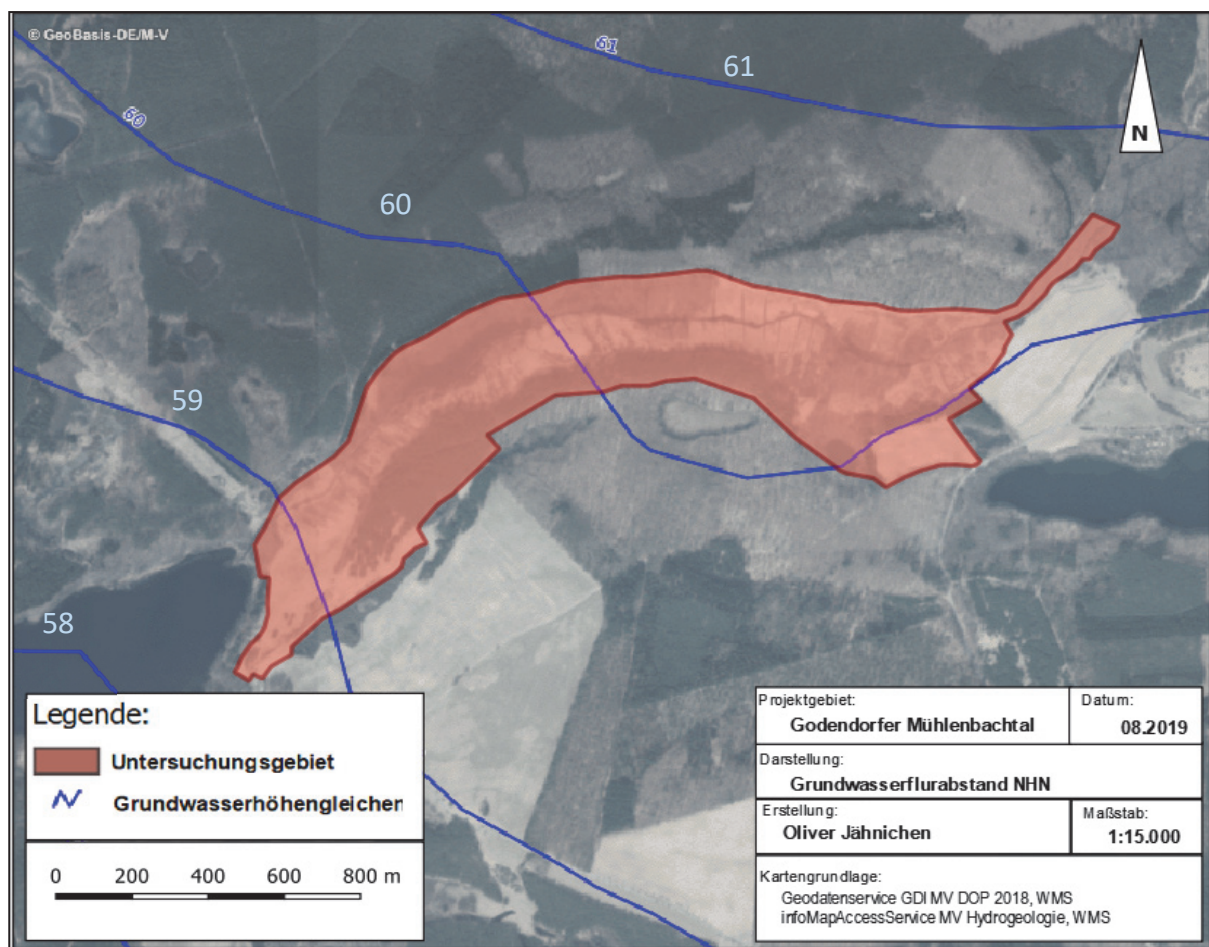 © GeoBasis-DE/M-V
61
61
60
N
60
59
58
Legende:
Untersuchungsgebiet
Grundwasserhöhengleichen
0 200 400 600 800 m
Projektgebiet:
Godendorfer Mühlenbachtal
Datum:
08.2019
Darstellung:
Grundwasserflurabstand NHN
Erstellung:
Oliver Jähnichen
Maßstab:
1:15.000
Kartengrundlage:
Geodatenservice GDI MV DOP 2018, WMS
infoMapAccessService MV Hydrogeologie, WMS